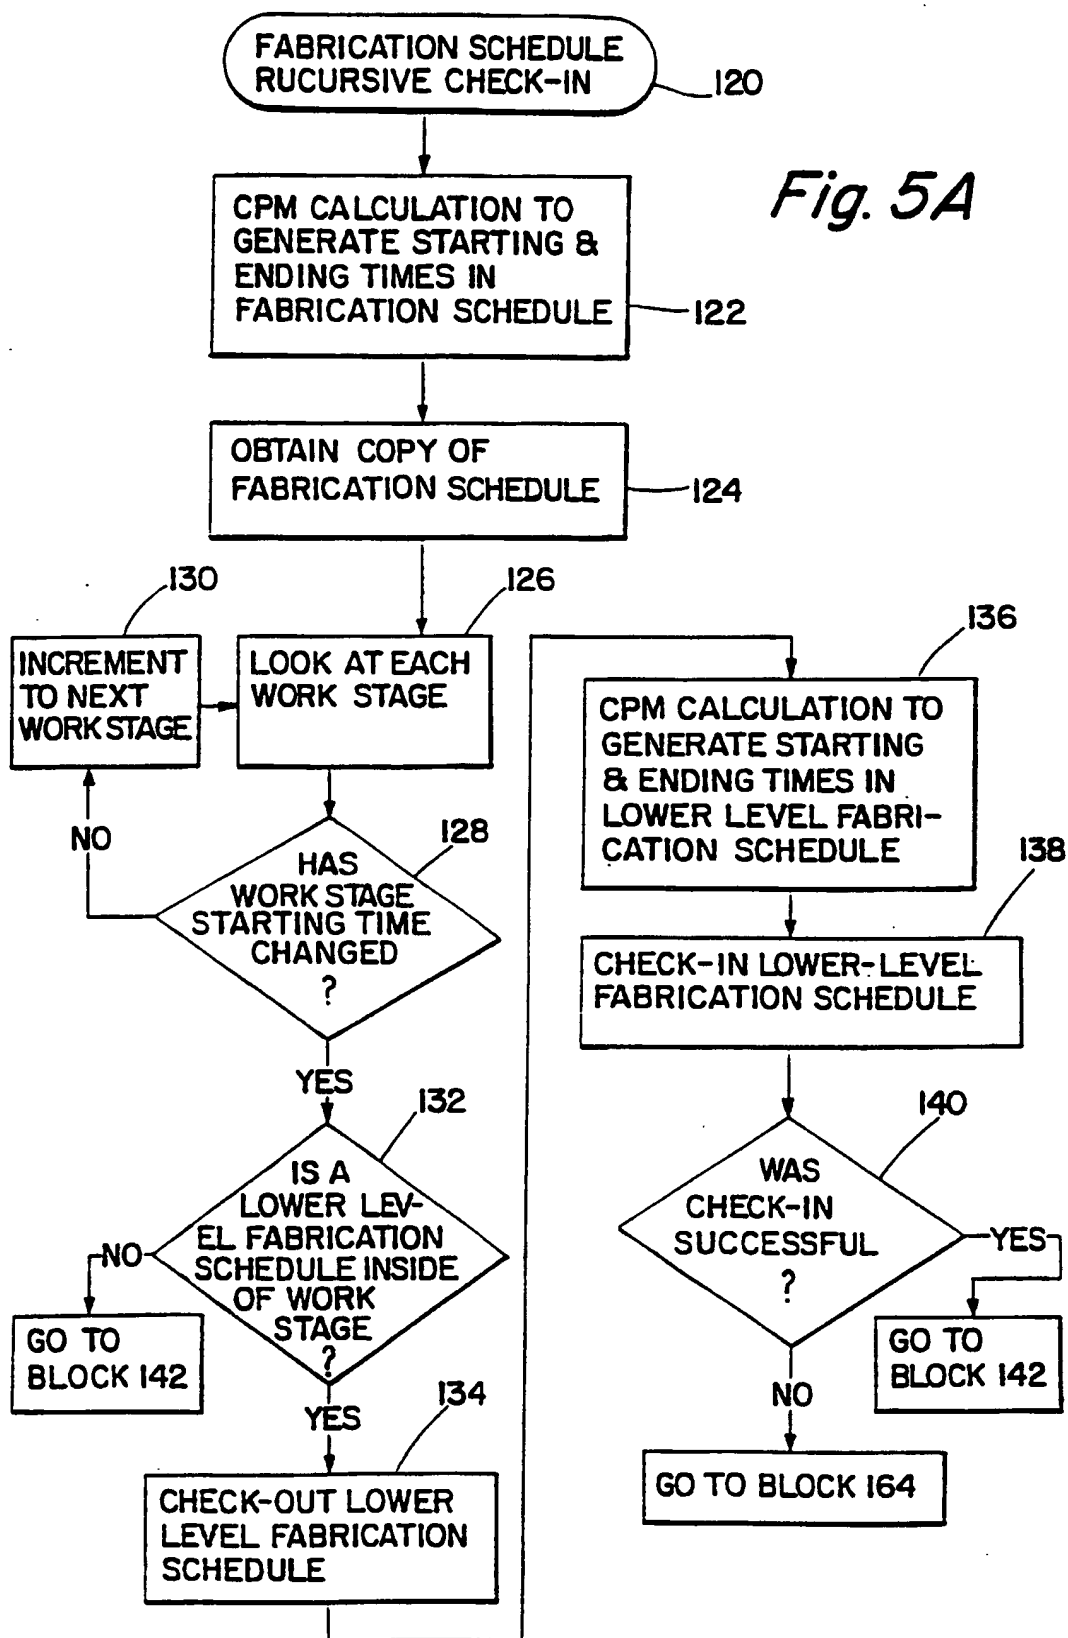 FABRICATION SCHEDULE
RUCURSIVE CHECK-IN
120
Fig. 5A
CPM CALCULATION TO
GENERATE STARTING &
ENDING TIMES IN
FABRICATION SCHEDULE
122
OBTAIN COPY OF
FABRICATION SCHEDULE
124
130
126
INCREMENT
TO NEXT
WORK STAGE
LOOK AT EACH
WORK STAGE
NO
128
HAS
WORK STAGE
STARTING TIME
CHANGED
?
YES
132
IS A
LOWER LEV-
EL FABRICATION
SCHEDULE INSIDE
OF WORK
STAGE
?
NO
GO TO
BLOCK 142
YES
134
CHECK-OUT LOWER
LEVEL FABRICATION
SCHEDULE
136
CPM CALCULATION TO
GENERATE STARTING
& ENDING TIMES IN
LOWER LEVEL FABRI-
CATION SCHEDULE
138
CHECK-IN LOWER-LEVEL
FABRICATION SCHEDULE
140
WAS
CHECK-IN
SUCCESSFUL
?
YES
GO TO
BLOCK 142
NO
GO TO BLOCK 164